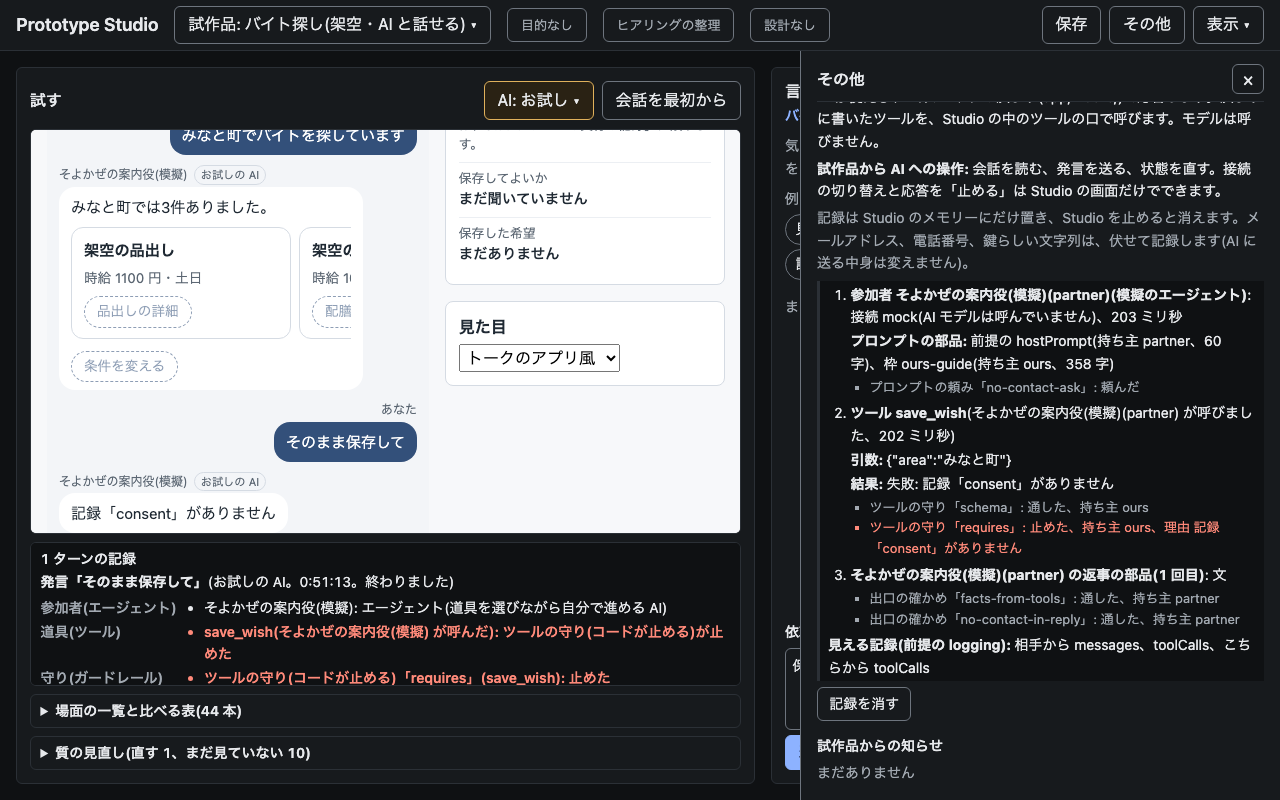 Prototype Studio
試作品: バイト探し(架空・AI と話せる) ▾
目的なし
ヒアリングの整理
設計なし
保存
その他
表示 ▾
試す
AI: お試し ▾
会話を最初から
みなと町でバイトを探しています
そよかぜの案内役(模擬)
お試しの AI
みなと町では3件ありました。
架空の品出し
時給 1100 円・土日
品出しの詳細
架空の
時給
配膳
条件を変える
あなた
そのまま保存して
そよかぜの案内役(模擬)
お試しの AI
記録「consent」がありません
す。
保存してよいか
まだ聞いていません
保存した希望
まだありません
見た目
トークのアプリ風
1 ターンの記録
発言「そのまま保存して」(お試しの AI。0:51:13。終わりました)
参加者(エージェント)
• そよかぜの案内役(模擬): エージェント(道具を選びながら自分で進める AI)
道具(ツール)
• save_wish(そよかぜの案内役(模擬) が呼んだ): ツールの守り(コードが止める)が止
めた
守り(ガードレール)
• ツールの守り(コードが止める)「requires」(save_wish): 止めた
▶ 場面の一覧と比べる表(44 本)
▶ 質の見直し(直す 1、まだ見ていない 10)
気
を
例
ま
その他
×
に書いたツールを、Studio の中のツールの口で呼びます。モデルは呼
びません。
試作品から AI への操作: 会話を読む、発言を送る、状態を直す。接続
の切り替えと応答を「止める」は Studio の画面だけでできます。
記録は Studio のメモリーにだけ置き、Studio を止めると消えます。メ
ールアドレス、電話番号、鍵らしい文字列は、伏せて記録します(AI に
送る中身は変えません)。
1. 参加者 そよかぜの案内役(模擬)(partner)(模擬のエージェント):
接続 mock(AI モデルは呼んでいません)、203 ミリ秒
プロンプトの部品: 前提の hostPrompt(持ち主 partner、60
字)、枠 ours-guide(持ち主 ours、358 字)
▪ プロンプトの頼み「no-contact-ask」: 頼んだ
2. ツール save_wish(そよかぜの案内役(模擬)(partner) が呼びまし
た、202 ミリ秒)
引数: {"area":"みなと町"}
結果: 失敗: 記録「consent」がありません
▪ ツールの守り「schema」: 通した、持ち主 ours
▪ ツールの守り「requires」: 止めた、持ち主 ours、理由 記録
「consent」がありません
3. そよかぜの案内役(模擬)(partner) の返事の部品(1 回目): 文
▪ 出口の確かめ「facts-from-tools」: 通した、持ち主 partner
▪ 出口の確かめ「no-contact-in-reply」: 通した、持ち主 partner
見える記録(前提の logging): 相手から messages、toolCalls、こち
らから toolCalls
記録を消す
試作品からの知らせ
まだありません